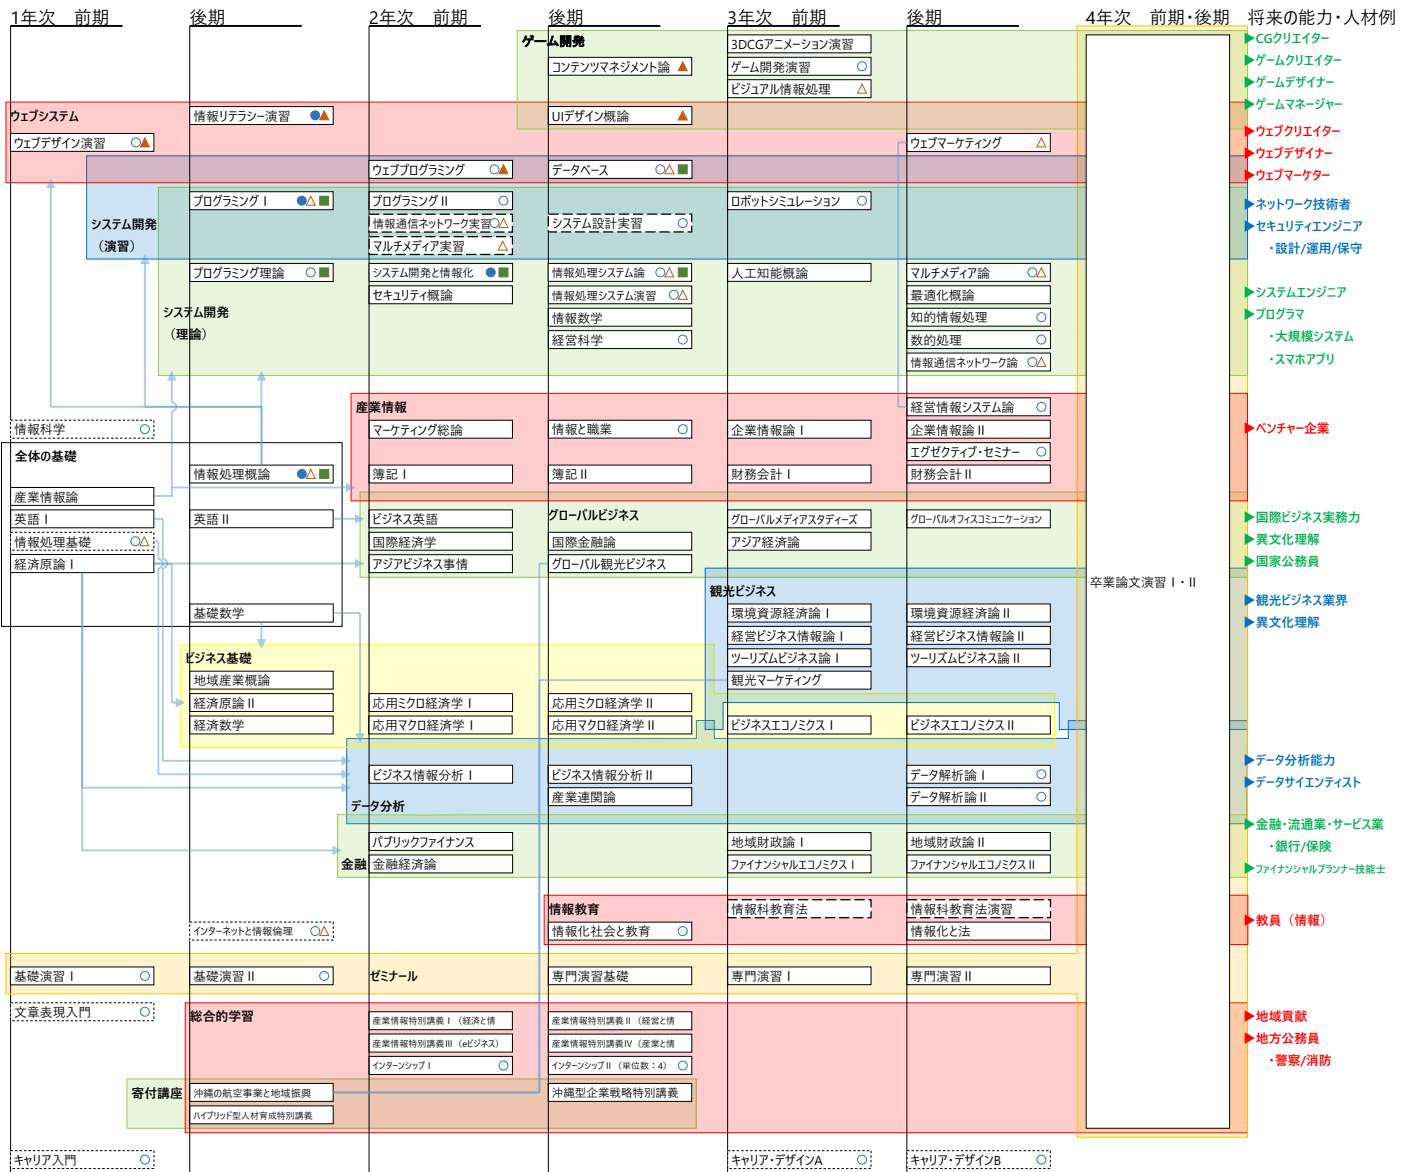 1年次　前期
後期
2年次　前期
後期
3年次　前期
後期
4年次　前期・後期
将来の能力・人材例
ゲーム開発
3DCGアニメーション演習
▶CGクリエイター
コンテンツマネジメント論 ▲
ゲーム開発演習 ○
▶ゲームクリエイター
ビジュアル情報処理 △
▶ゲームデザイナー
▶ゲームマネージャー
ウェブシステム
情報リテラシー演習 ●▲
UIデザイン概論 ▲
▶ウェブクリエイター
ウェブデザイン演習 ○▲
ウェブマーケティング △
▶ウェブデザイナー
ウェブプログラミング ○▲
データベース ○△■
▶ウェブマーケター
プログラミングⅠ ●△■
プログラミングⅡ ○
ロボットシミュレーション ○
▶ネットワーク技術者
システム開発
（演習）
情報通信ネットワーク実習○△
システム設計実習 ○
▶セキュリティエンジニア
マルチメディア実習 △
・設計/運用/保守
プログラミング理論 ○■
システム開発と情報化 ●■
情報処理システム論 ○△■
人工知能概論
マルチメディア論 ○△
セキュリティ概論
情報処理システム演習 ○△
最適化概論
▶システムエンジニア
システム開発
（理論）
情報数学
知的情報処理 ○
▶プログラマ
経営科学 ○
数的処理 ○
・大規模システム
情報通信ネットワーク論 ○△
・スマホアプリ
産業情報
経営情報システム論 ○
情報科学 ○
マーケティング総論
情報と職業 ○
企業情報論Ⅰ
企業情報論Ⅱ
▶ベンチャー企業
全体の基礎
エグゼクティブ・セミナー ○
情報処理概論 ●△■
簿記Ⅰ
簿記Ⅱ
財務会計Ⅰ
財務会計Ⅱ
産業情報論
英語Ⅰ
英語Ⅱ
ビジネス英語
グローバルビジネス
グローバルメディアスタディーズ
グローバルオフィスコミュニケーション
▶国際ビジネス実務力
情報処理基礎 ○△
国際経済学
国際金融論
アジア経済論
▶異文化理解
経済原論Ⅰ
アジアビジネス事情
グローバル観光ビジネス
▶国家公務員
卒業論文演習Ⅰ・Ⅱ
観光ビジネス
▶観光ビジネス業界
基礎数学
環境資源経済論Ⅰ
環境資源経済論Ⅱ
▶異文化理解
経営ビジネス情報論Ⅰ
経営ビジネス情報論Ⅱ
ビジネス基礎
ツーリズムビジネス論Ⅰ
ツーリズムビジネス論Ⅱ
地域産業概論
観光マーケティング
経済原論Ⅱ
応用ミクロ経済学Ⅰ
応用ミクロ経済学Ⅱ
経済数学
応用マクロ経済学Ⅰ
応用マクロ経済学Ⅱ
ビジネスエコノミクスⅠ
ビジネスエコノミクスⅡ
▶データ分析能力
ビジネス情報分析Ⅰ
ビジネス情報分析Ⅱ
データ解析論Ⅰ ○
▶データサイエンティスト
産業連関論
データ解析論Ⅱ ○
データ分析
▶金融・流通業・サービス業
パブリックファイナンス
地域財政論Ⅰ
地域財政論Ⅱ
・銀行/保険
金融
金融経済論
ファイナンシャルエコノミクスⅠ
ファイナンシャルエコノミクスⅡ
▶ファイナンシャルプランナー技能士
情報教育
情報科教育法
情報科教育法演習
▶教員（情報）
インターネットと情報倫理 ○△
情報化社会と教育 ○
情報化と法
基礎演習Ⅰ ○
基礎演習Ⅱ ○
ゼミナール
専門演習基礎
専門演習Ⅰ
専門演習Ⅱ
文章表現入門 ○
総合的学習
産業情報特別講義Ⅰ（経済と情
産業情報特別講義Ⅱ（経営と情
▶地域貢献
産業情報特別講義Ⅲ（eビジネス）
産業情報特別講義Ⅳ（産業と情
▶地方公務員
インターンシップⅠ ○
インターンシップⅡ（単位数：4） ○
・警察/消防
寄付講座
沖縄の航空事業と地域振興
沖縄型企業戦略特別講義
ハイブリッド型人材育成特別講義
キャリア入門 ○
キャリア・デザインA ○
キャリア・デザインB ○